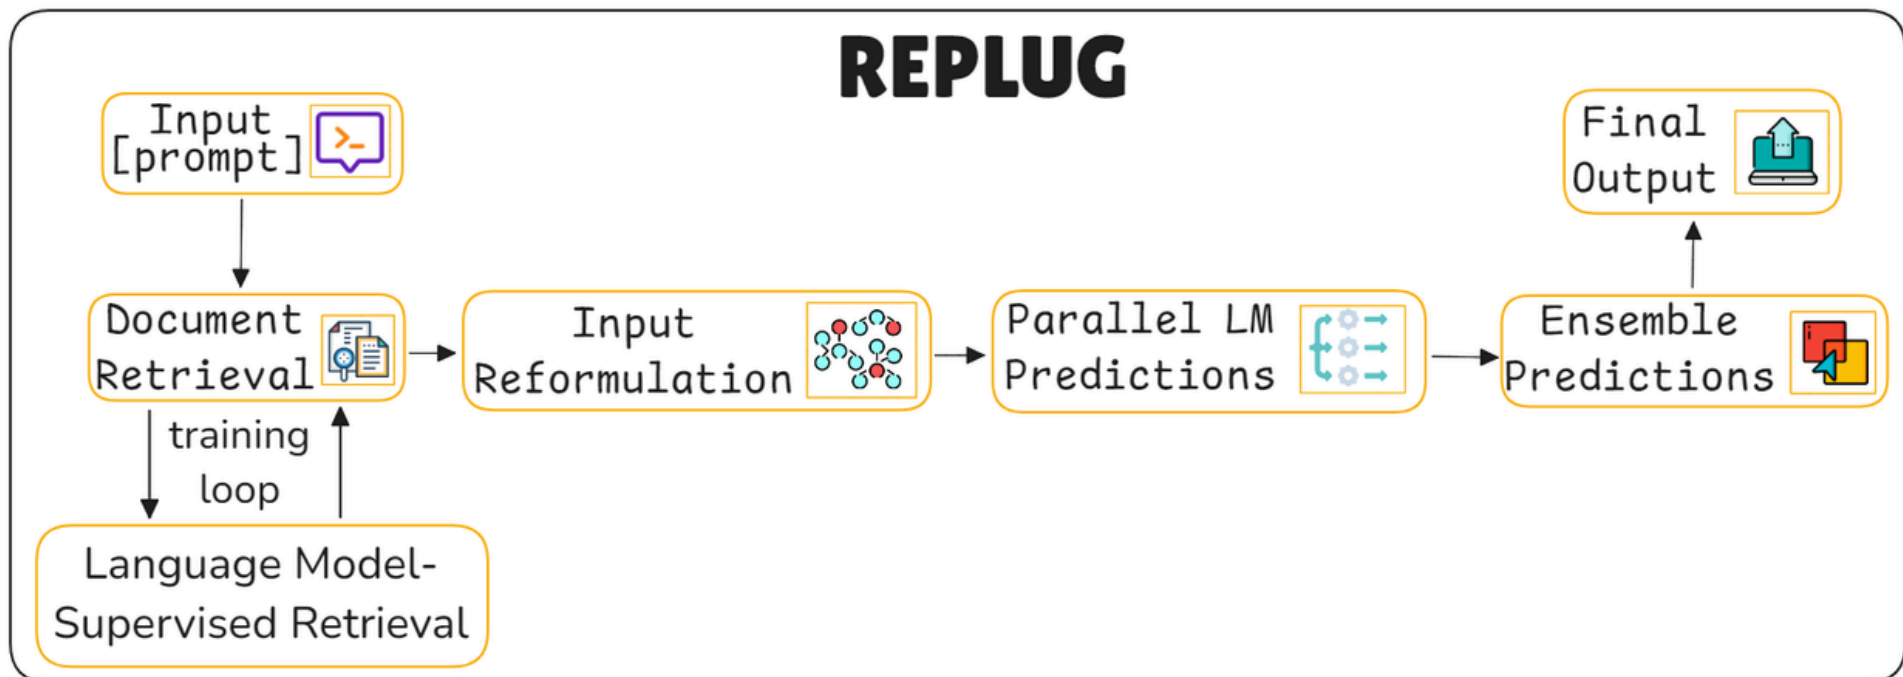 REPLUG
Input
[prompt]
Final
Output
Document
Retrieval
Input
Reformulation
Parallel LM
Predictions
Ensemble
Predictions
training
loop
Language Model-
Supervised Retrieval